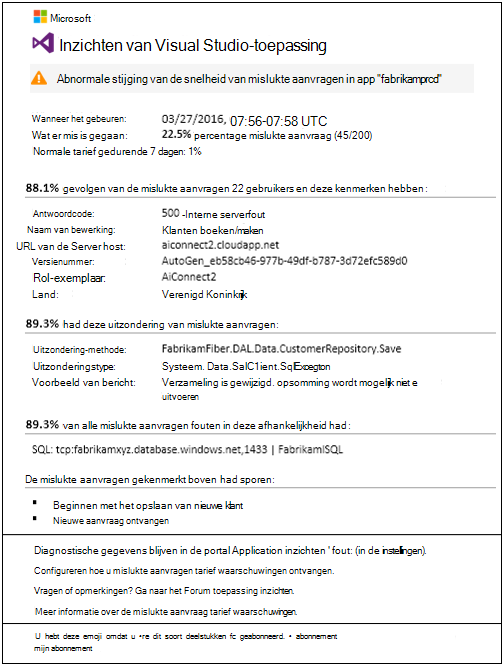 Microsoft
Inzichten van Visual Studio-toepassing
Abnormale stijging van de snelheid van mislukte aanvragen in app "fabrikamprcd"
Wanneer het gebeuren: 03/27/2016, 07:56-07:58 UTC
Wat er mis is gegaan: 22.5% percentage mislukte aanvraag (45/200)
Normale tarief gedurende 7 dagen: 1%
88.1% gevolgen van de mislukte aanvragen 22 gebruikers en deze kenmerken hebben:
Antwoordcode: 500 -Interne serverfout
Naam van bewerking: Klanten boeken/maken
URL van de Server host: aiconnect2.cloudapp.net
Versienummer: AutoGen_eb58cb46-977b-49df-b787-3d72efc589d0
Rol-exemplaar: AiConnect2
Land: Verenigd Koninkrijk
89.3% had deze uitzondering van mislukte aanvragen:
Uitzondering-methode: FabrikamFiber.DAL.Data.CustomerRepository.Save
Uitzonderingstype: Systeem. Data.SalC1ient.SqlExcegton
Voorbeeld van bericht: Verzameling is gewijzigd. opsomming wordt mogelijk niet e
uitvoeren
89.3% van alle mislukte aanvragen fouten in deze afhankelijkheid had:
SQL: tcp:fabrikamxyz.database.windows.net,1433 | FabrikamISQL
De mislukte aanvragen gekenmerkt boven had sporen:
▪ Beginnen met het opslaan van nieuwe klant
▪ Nieuwe aanvraag ontvangen
Diagnostische gegevens blijven in de portal Application inzichten ' fout: (in de instellingen).
Configureren hoe u mislukte aanvragen tarief waarschuwingen ontvangen.
Vragen of opmerkingen? Ga naar het Forum toepassing inzichten.
Meer informatie over de mislukte aanvraag tarief waarschuwingen.
U hebt deze emoji omdat u •re dit soort deelstukken fc geabonneerd. • abonnement
mijn abonnement